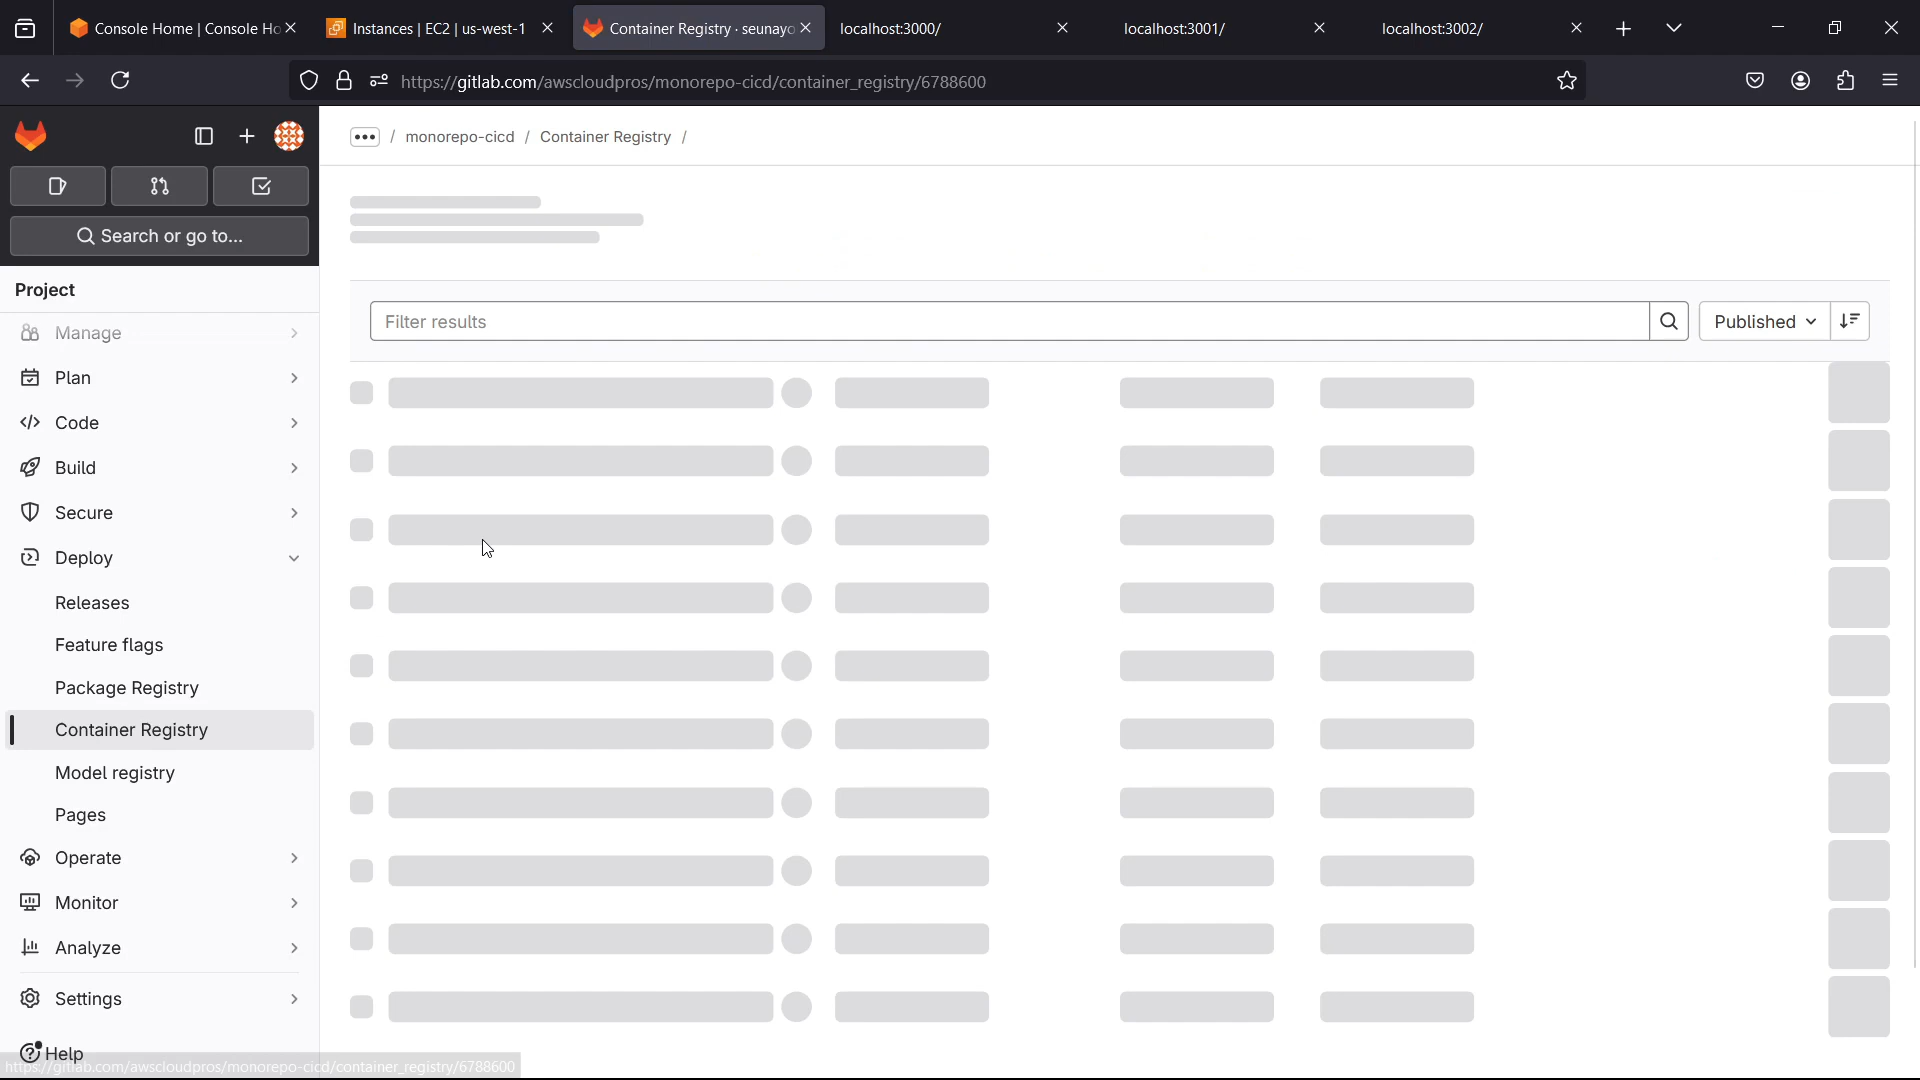 Console Home | Console Ho
Instances | EC2 | us-west-1
Container Registry · seunayo
localhost:3000/
localhost:3001/
localhost:3002/
https://gitlab.com/awscloudpros/monorepo-cicd/container_registry/6788600
••• / monorepo-cicd / Container Registry /
Search or go to...
Project
Manage
Plan
Code
Build
Secure
Deploy
Releases
Feature flags
Package Registry
Container Registry
Model registry
Pages
Operate
Monitor
Analyze
Settings
Help
Filter results
Published
https://gitlab.com/awscloudpros/monorepo-cicd/container_registry/6788600